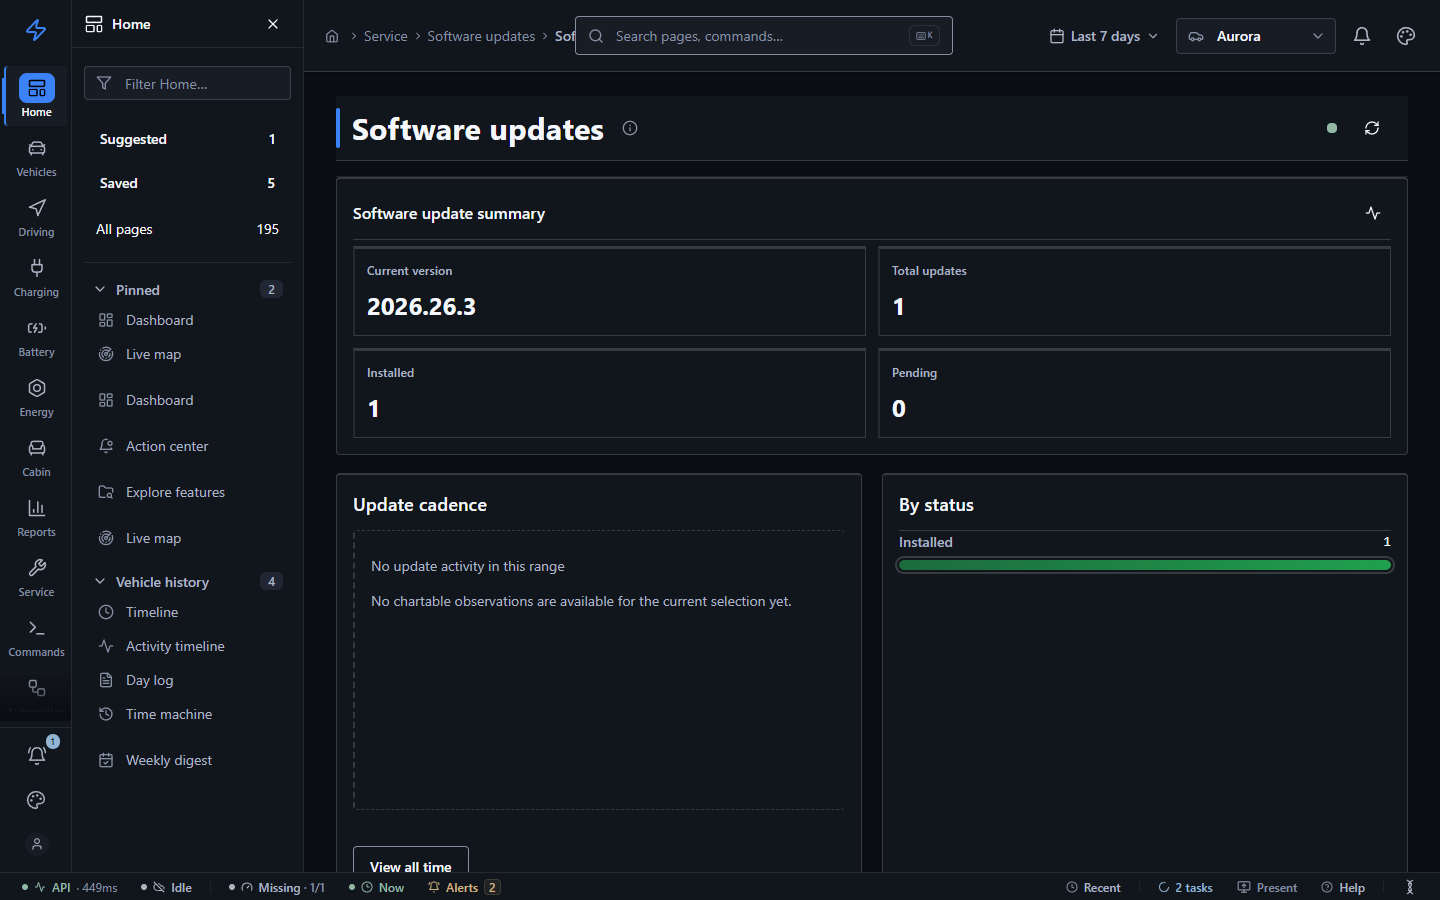 Home
Service
Software updates
Sof
Search pages, commands...
K
Last 7 days
Aurora
Home
Vehicles
Driving
Charging
Battery
Energy
Cabin
Reports
Service
Commands
1
Filter Home...
Suggested 1
Saved 5
All pages 195
Pinned 2
Dashboard
Live map
Dashboard
Action center
Explore features
Live map
Vehicle history 4
Timeline
Activity timeline
Day log
Time machine
Weekly digest
Software updates
Software update summary
Current version
2026.26.3
Total updates
1
Installed
1
Pending
0
Update cadence
No update activity in this range
No chartable observations are available for the current selection yet.
View all time
By status
Installed 1
API · 449ms
Idle
Missing · 1/1
Now
Alerts 2
Recent
2 tasks
Present
Help